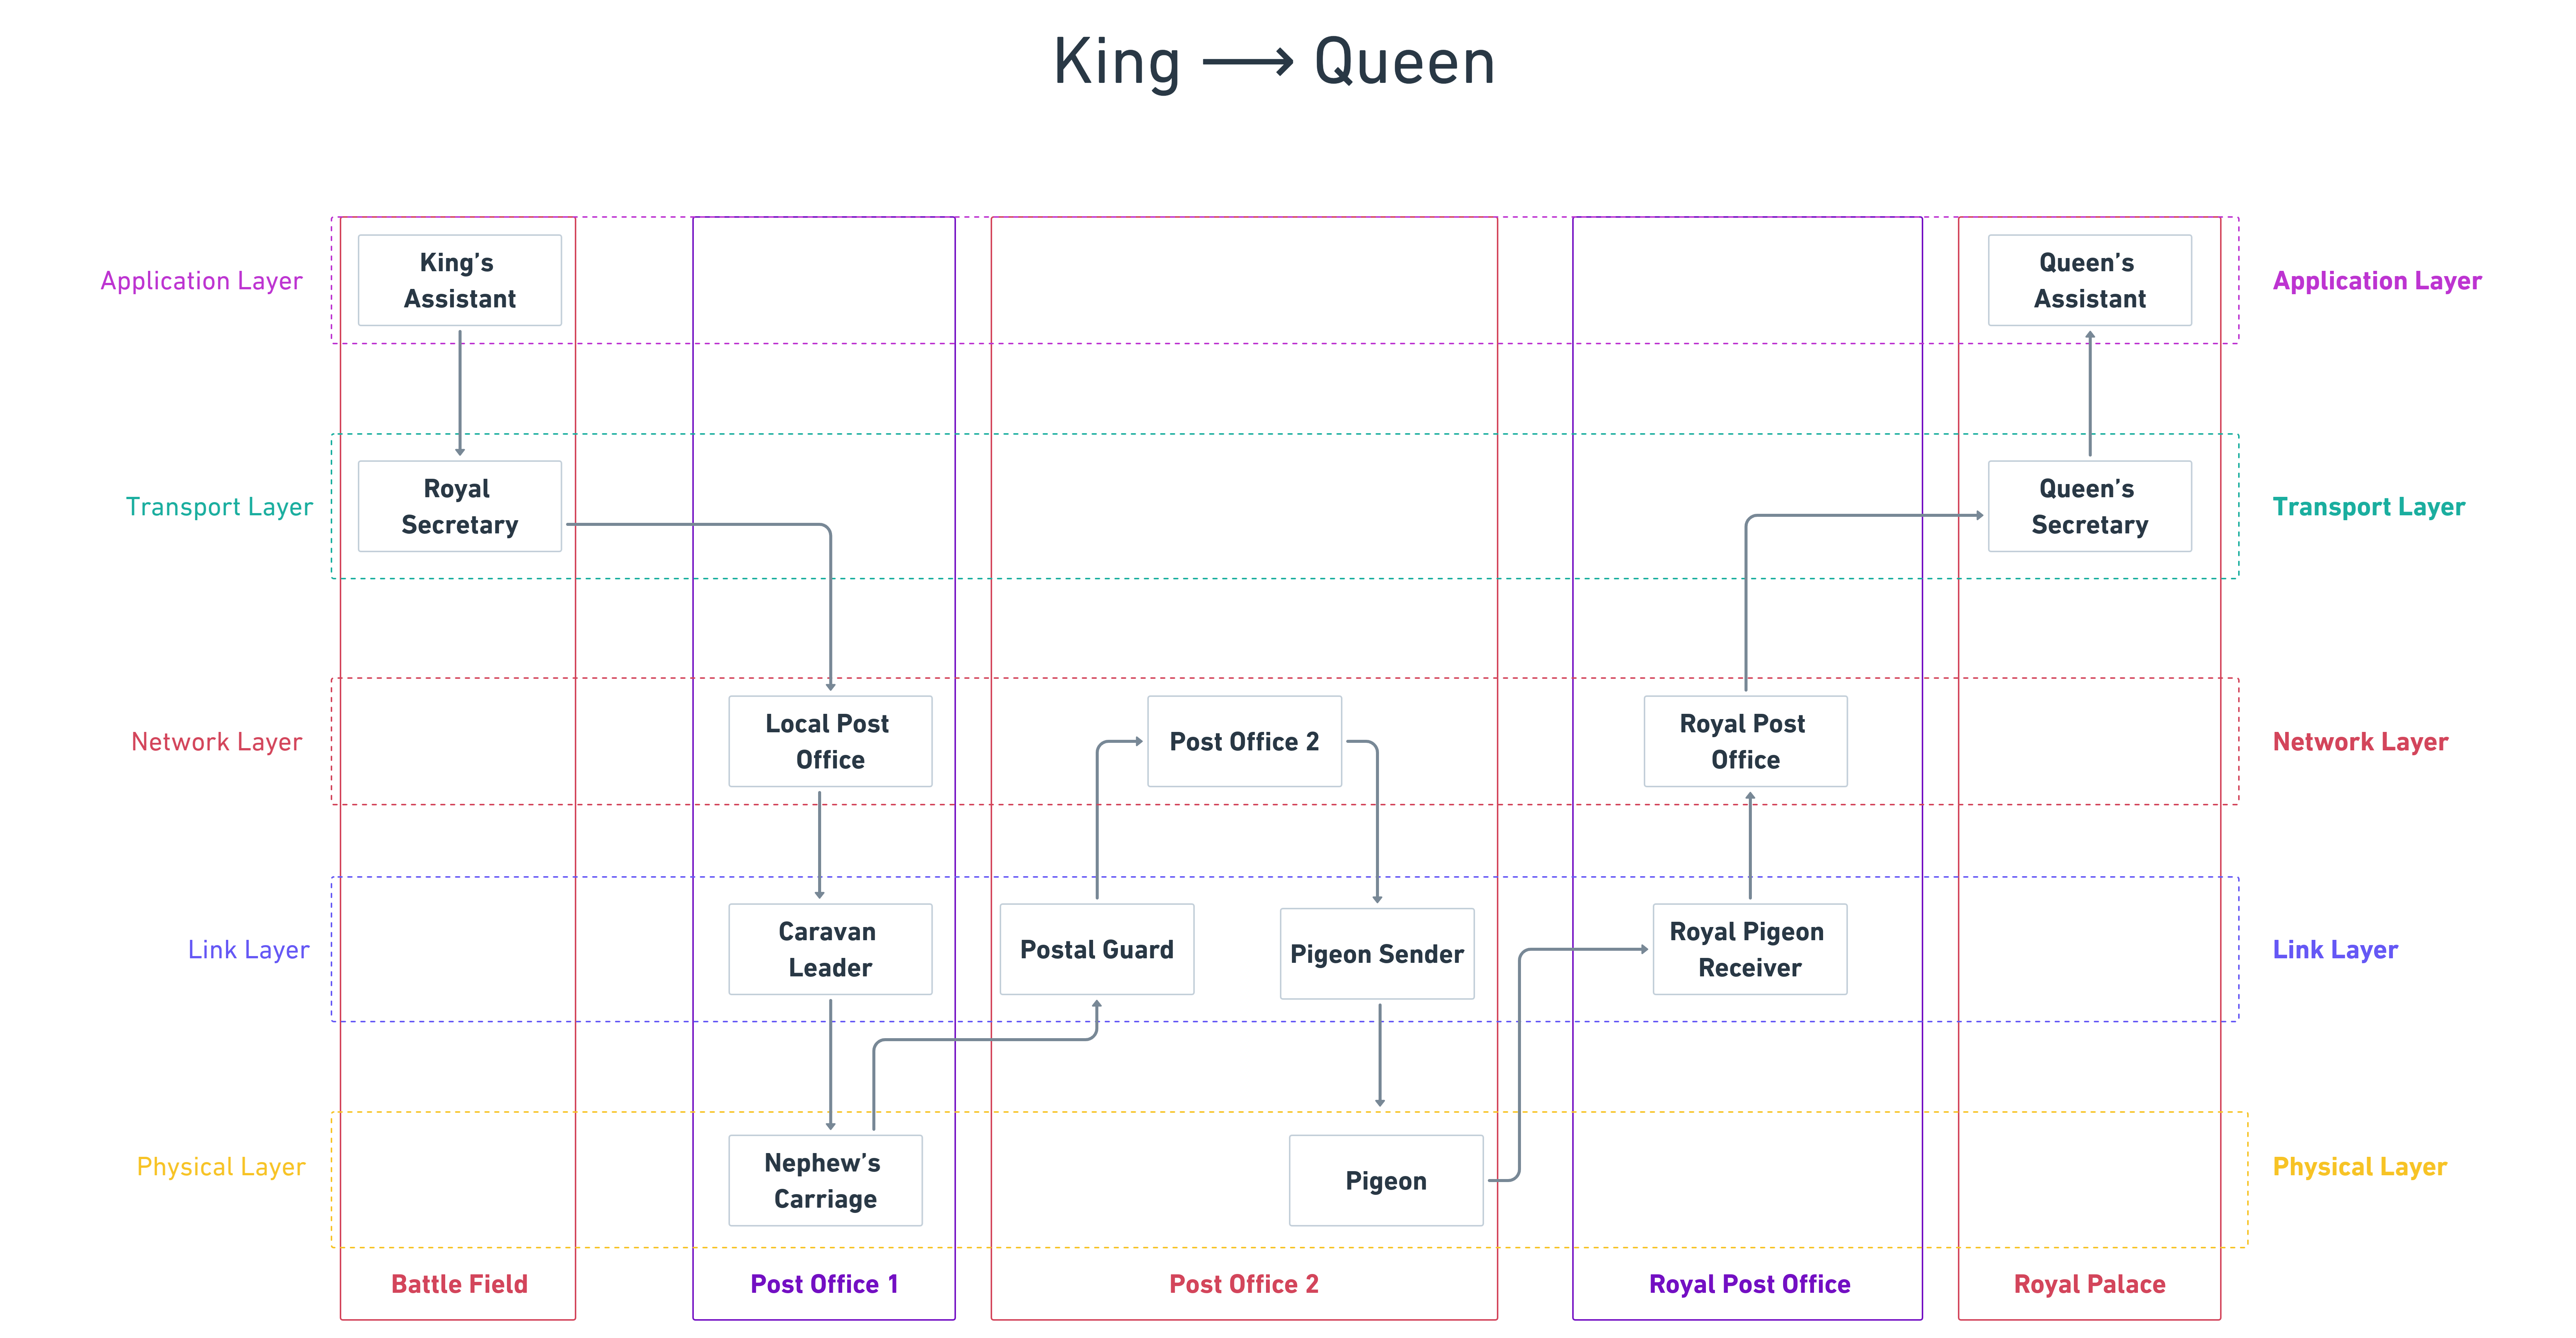 King → Queen
Application Layer
King’s
Assistant
Queen’s
Assistant
Application Layer
Transport Layer
Royal
Secretary
Queen’s
Secretary
Transport Layer
Network Layer
Local Post
Office
Post Office 2
Royal Post
Office
Network Layer
Link Layer
Caravan
Leader
Postal Guard
Pigeon Sender
Royal Pigeon
Receiver
Link Layer
Physical Layer
Nephew’s
Carriage
Pigeon
Physical Layer
Battle Field
Post Office 1
Post Office 2
Royal Post Office
Royal Palace